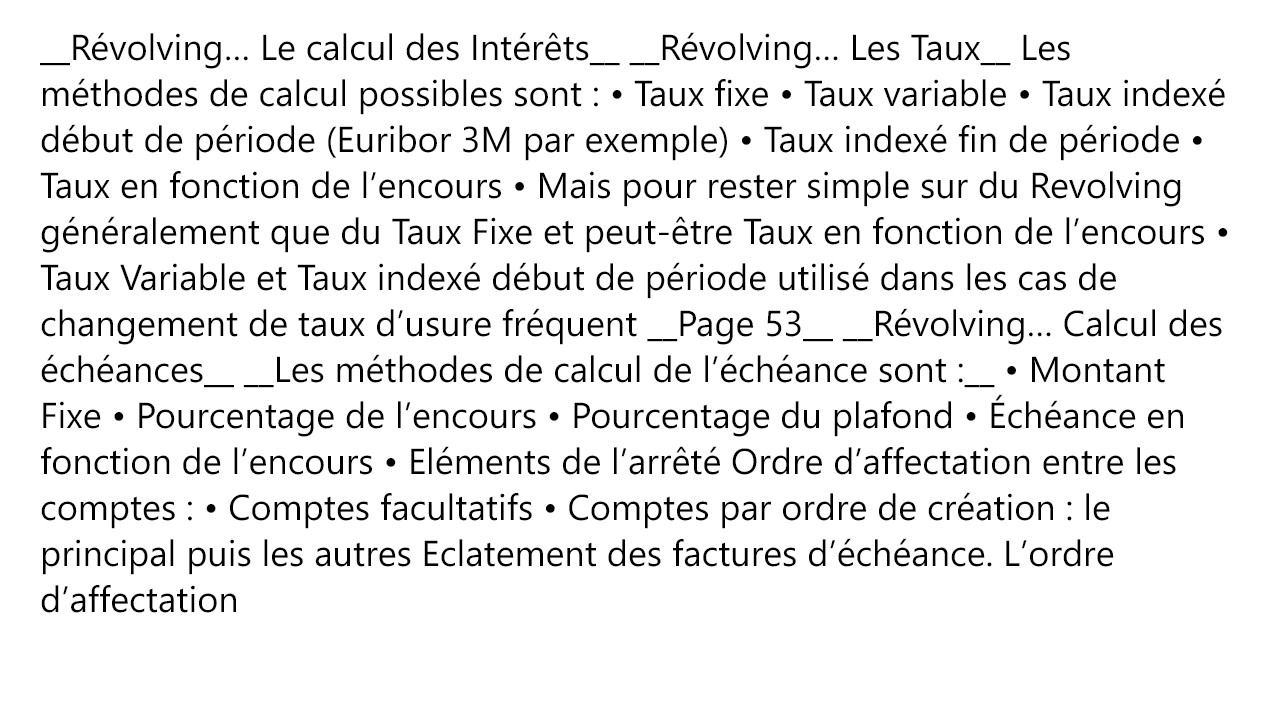 __Révolving… Le calcul des Intérêts__ __Révolving… Les Taux__ Les
méthodes de calcul possibles sont : • Taux fixe • Taux variable • Taux indexé
début de période (Euribor 3M par exemple) • Taux indexé fin de période •
Taux en fonction de l’encours • Mais pour rester simple sur du Revolving
généralement que du Taux Fixe et peut-être Taux en fonction de l’encours •
Taux Variable et Taux indexé début de période utilisé dans les cas de
changement de taux d’usure fréquent __Page 53__ __Révolving… Calcul des
échéances__ __Les méthodes de calcul de l’échéance sont :__ • Montant
Fixe • Pourcentage de l’encours • Pourcentage du plafond • Échéance en
fonction de l’encours • Eléments de l’arrêté Ordre d’affectation entre les
comptes : • Comptes facultatifs • Comptes par ordre de création : le
principal puis les autres Eclatement des factures d’échéance. L’ordre
d’affectation